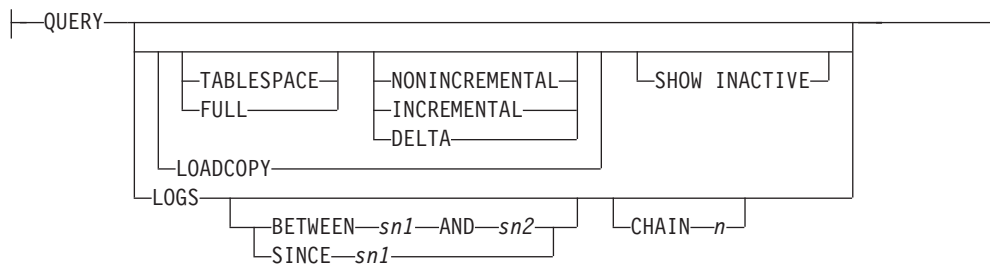 QUERY
TABLESPACE NONINCREMENTAL SHOW INACTIVE
FULL INCREMENTAL
DELTA
LOADCOPY
LOGS
BETWEEN sn1 AND sn2 CHAIN n
SINCE sn1